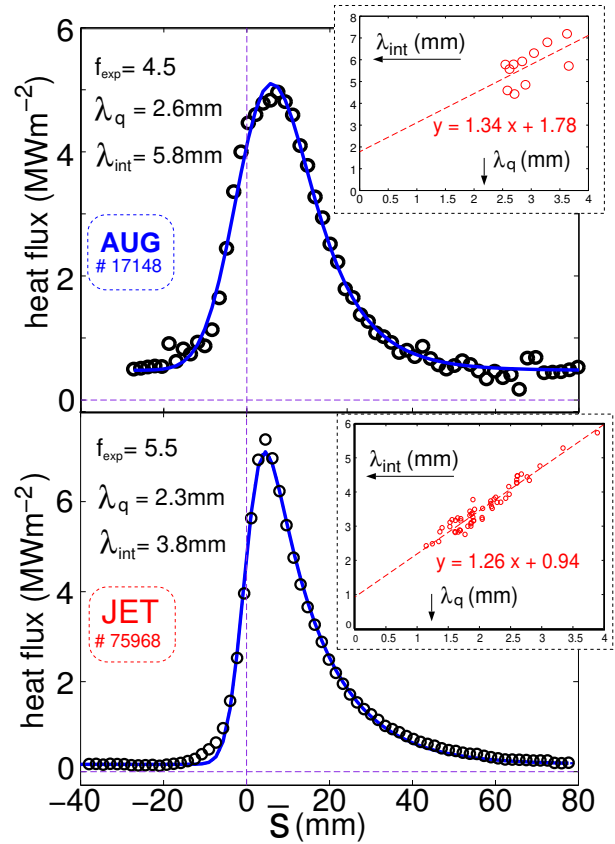 heat flux (MWm⁻²)
6
4
2
0
f_exp = 4.5
λ_q = 2.6mm
λ_int = 5.8mm
AUG
# 17148
8
7
6
5
4
3
2
1
0
λ_int (mm)
y = 1.34 x + 1.78
λ_q (mm)
0 0.5 1 1.5 2 2.5 3 3.5 4
heat flux (MWm⁻²)
6
4
2
0
f_exp = 5.5
λ_q = 2.3mm
λ_int = 3.8mm
JET
# 75968
6
5
4
3
2
1
0
λ_int (mm)
y = 1.26 x + 0.94
λ_q (mm)
0 0.5 1 1.5 2 2.5 3 3.5 4
−40 −20 0 20 40 60 80
s̅ (mm)